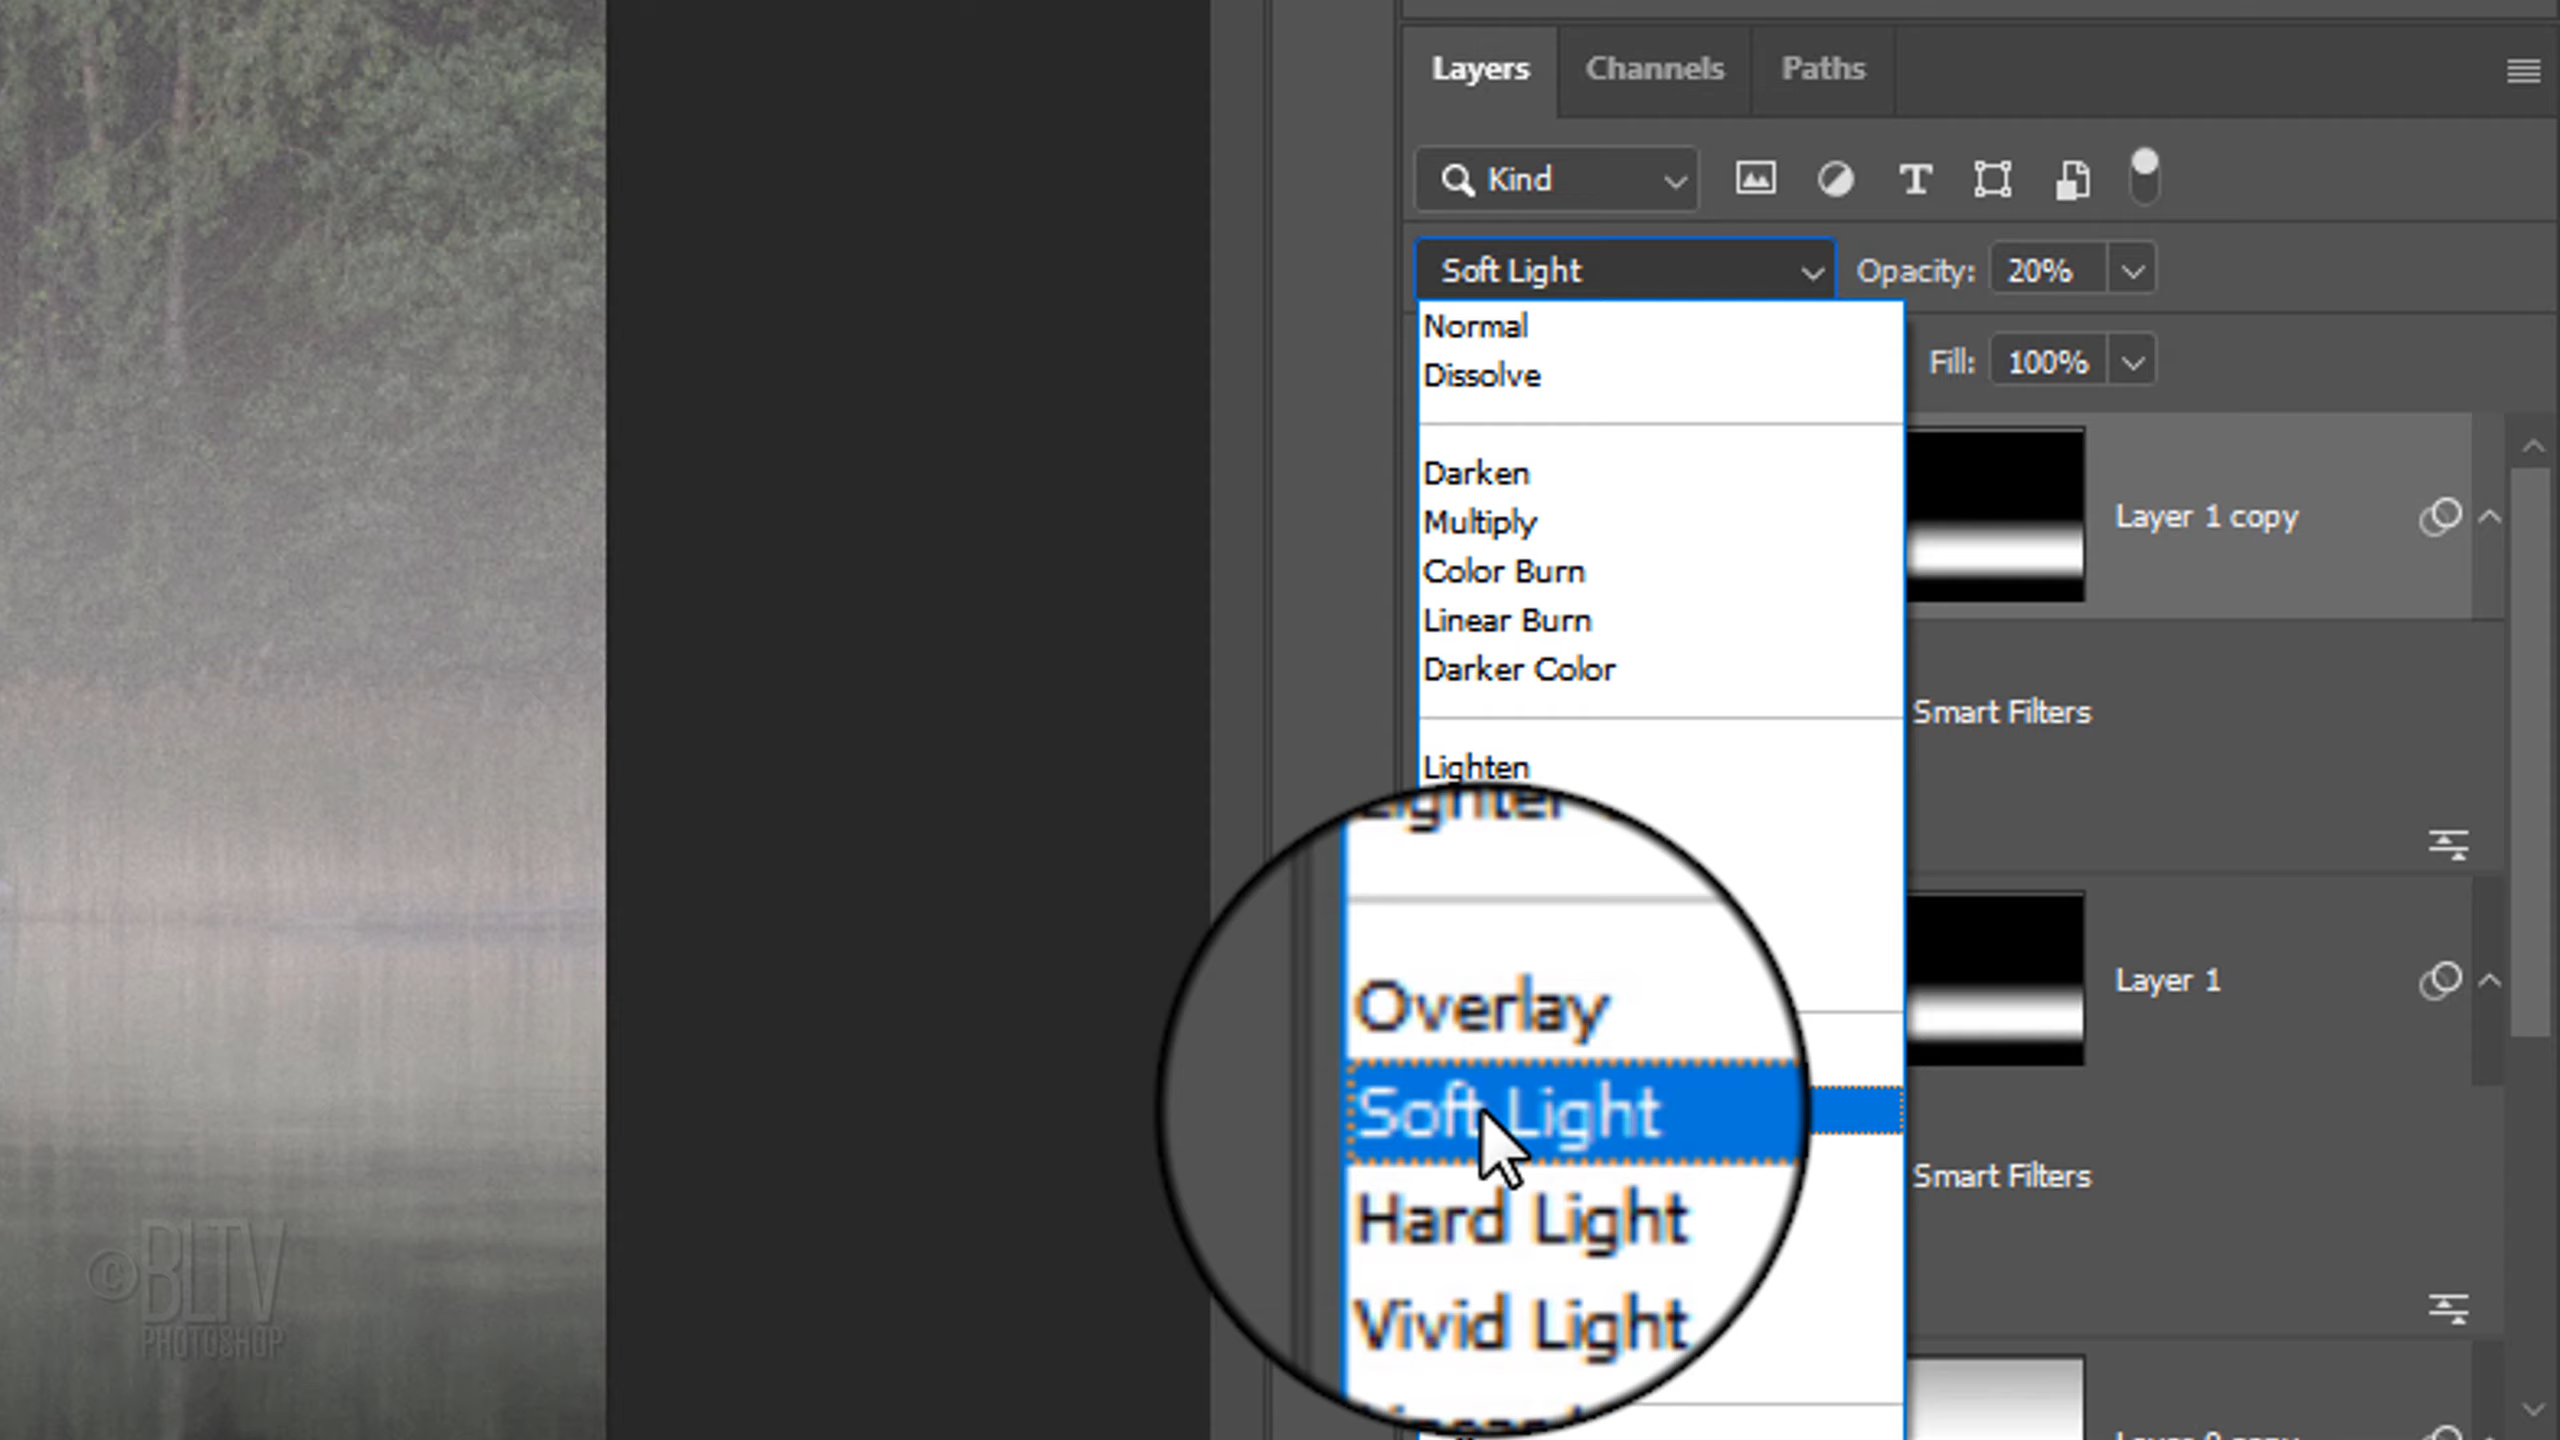 Layers Channels Paths
Kind
Soft Light Opacity: 20%
Normal Fill: 100%
Dissolve
Darken
Multiply
Color Burn
Linear Burn
Darker Color
Lighten
Lighter
Overlay
Soft Light
Hard Light
Vivid Light
Layer 1 copy
Smart Filters
Layer 1
Smart Filters
©BLTV
PHOTOSHOP